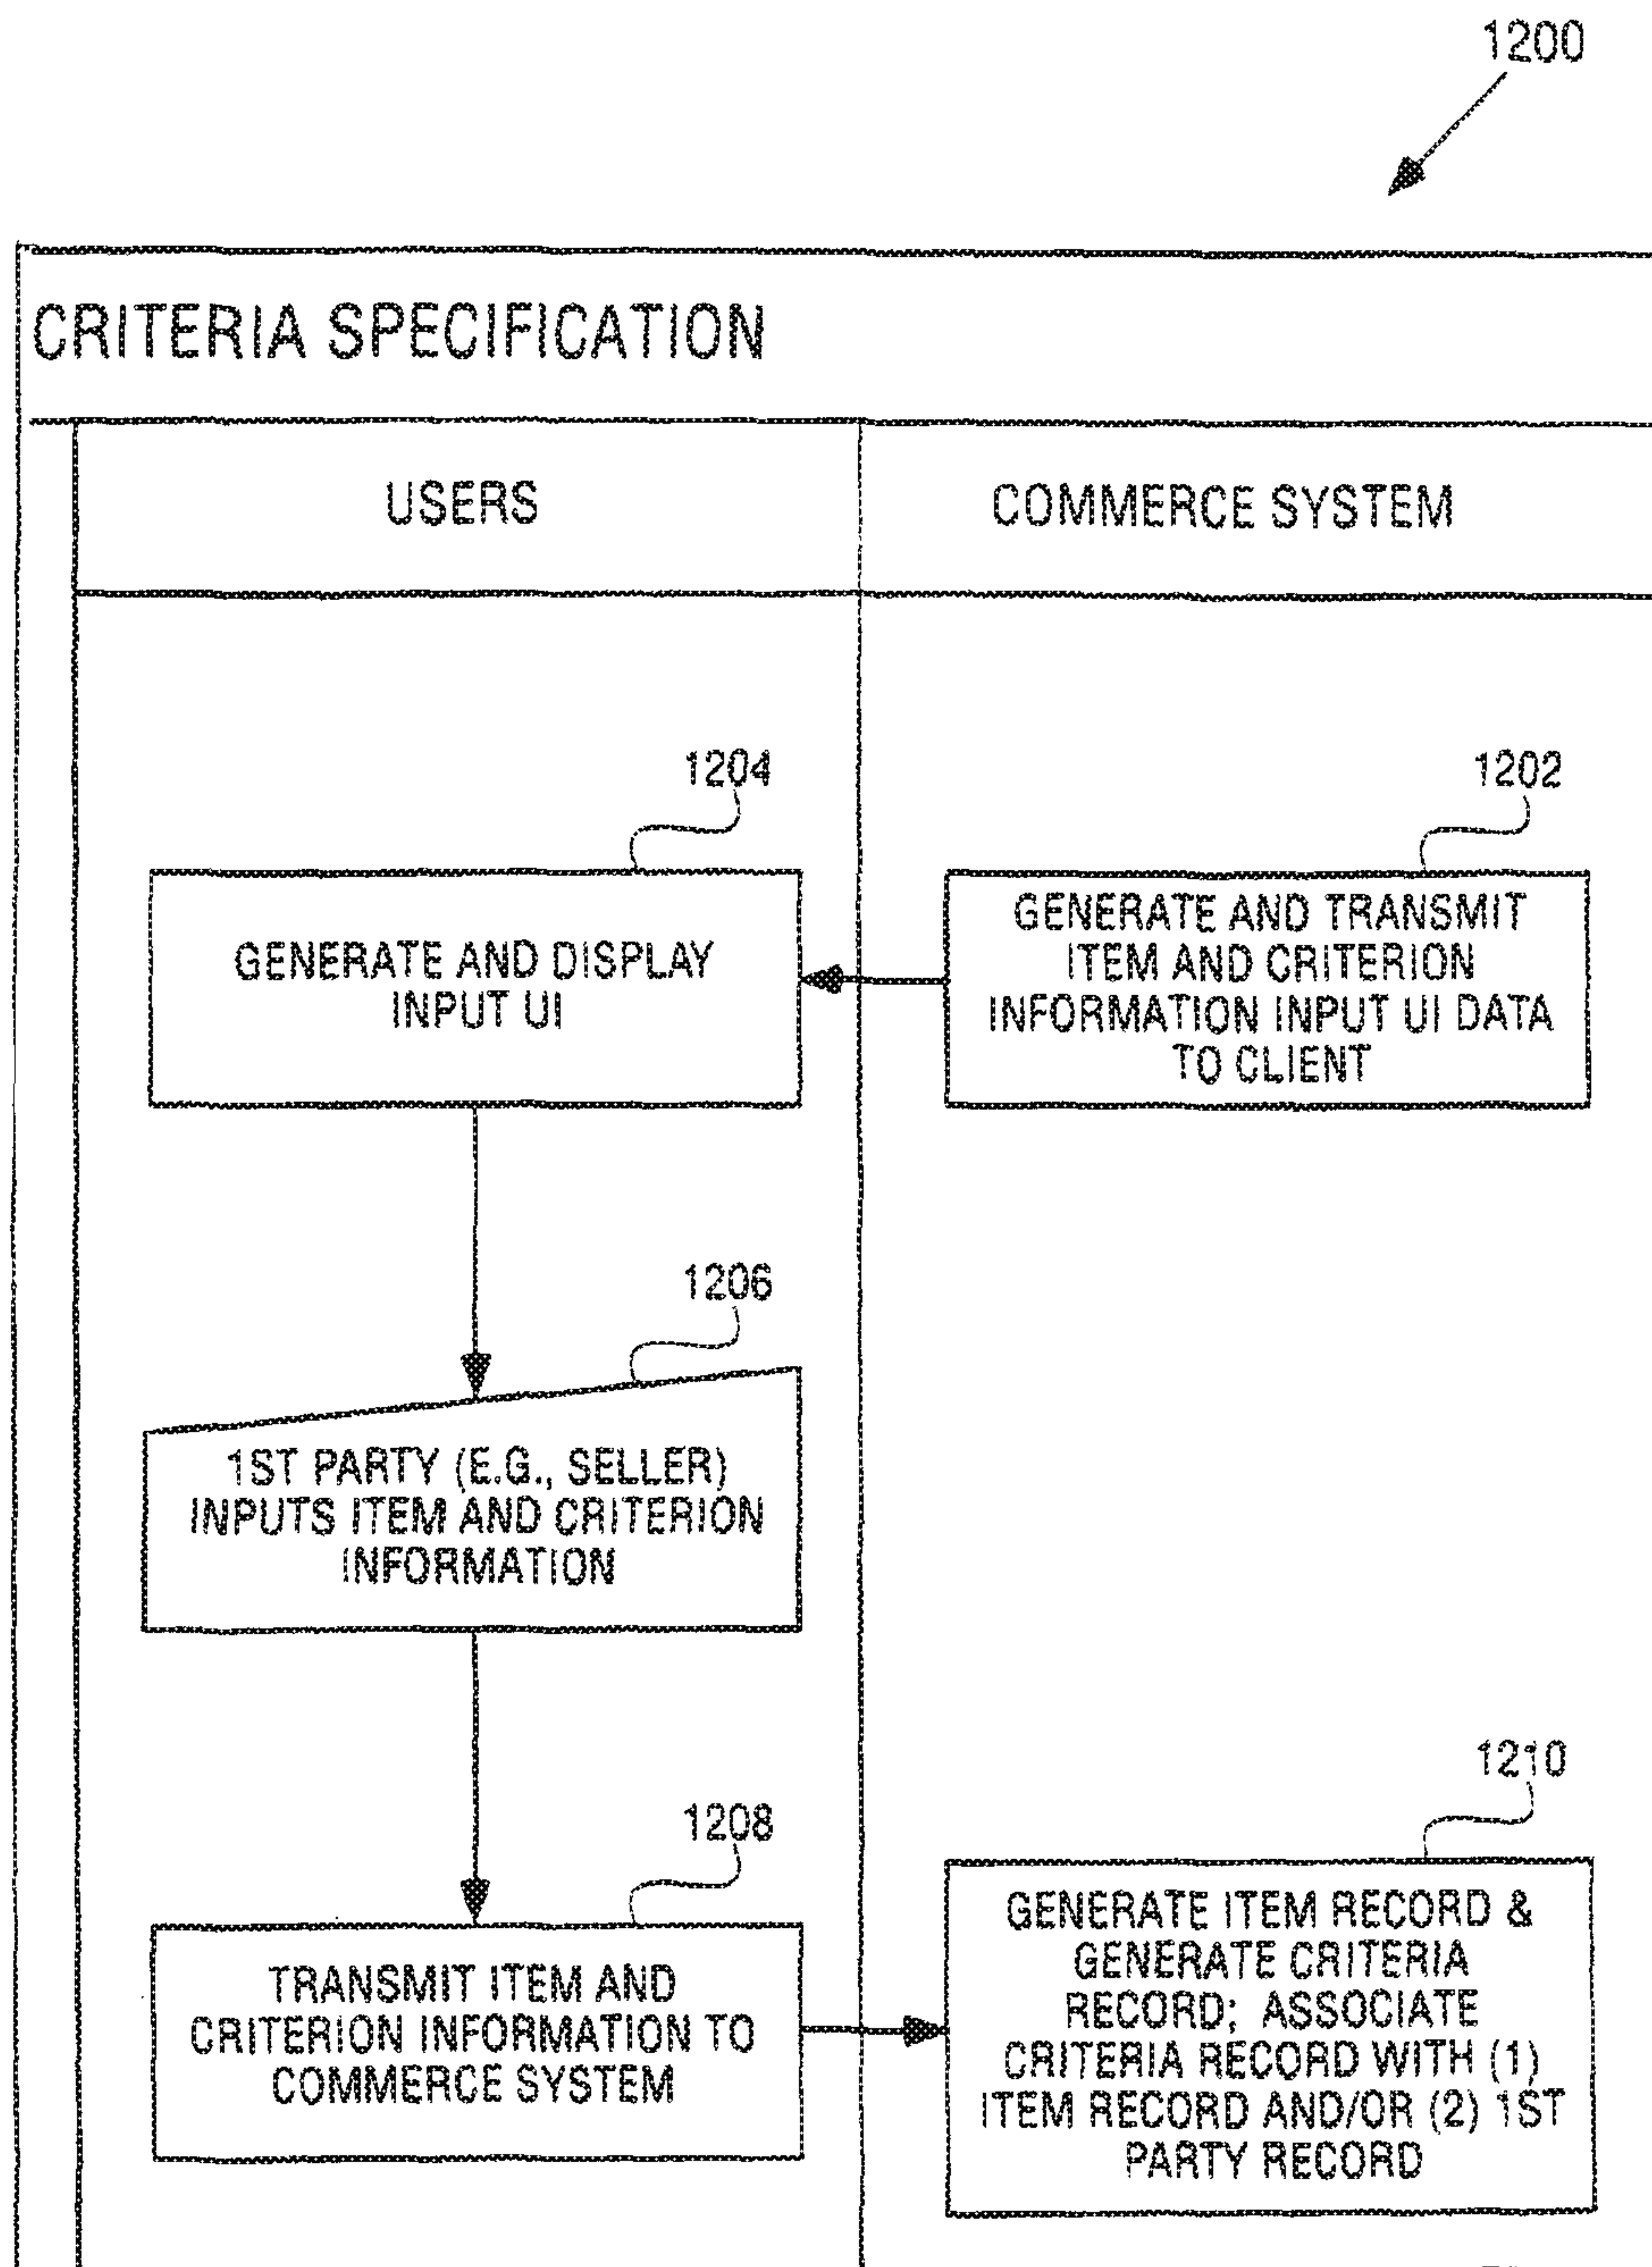 1200
CRITERIA SPECIFICATION
USERS
COMMERCE SYSTEM
1204
GENERATE AND DISPLAY
INPUT UI
1202
GENERATE AND TRANSMIT
ITEM AND CRITERION
INFORMATION INPUT UI DATA
TO CLIENT
1206
1ST PARTY (E.G., SELLER)
INPUTS ITEM AND CRITERION
INFORMATION
1208
TRANSMIT ITEM AND
CRITERION INFORMATION TO
COMMERCE SYSTEM
1210
GENERATE ITEM RECORD &
GENERATE CRITERIA
RECORD; ASSOCIATE
CRITERIA RECORD WITH (1)
ITEM RECORD AND/OR (2) 1ST
PARTY RECORD